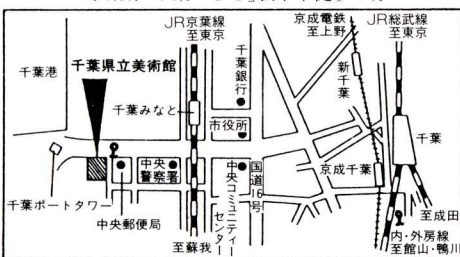 JR京葉線
至東京
京成電鉄
至上野
JR総武線
至東京
千葉港
千葉県立美術館
千葉銀行
新千葉
千葉みなと
市役所
千葉
中央
警察署
中央コミュニティーセンター
国道16号
京成千葉
千葉ポートタワー
中央郵便局
至蘇我
至成田
内・外房線
至館山・鴨川